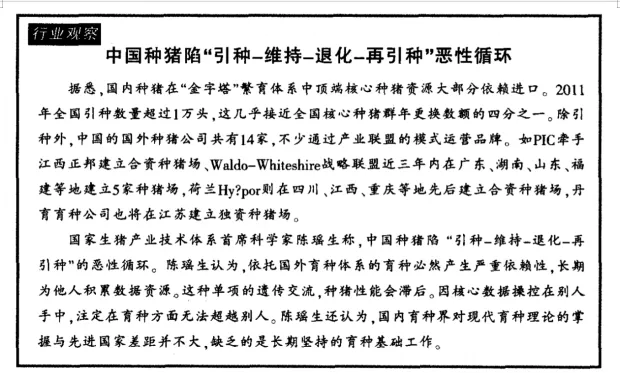 行业观察
中国种猪陷“引种–维持–退化–再引种”恶性循环
据悉,国内种猪在“金字塔”繁育体系中顶端核心种猪资源大部分依赖进口。2011
年全国引种数量超过1万头,这几乎接近全国核心种猪群年更换数额的四分之一。除引
种外,中国的国外种猪公司共有14家,不少通过产业联盟的模式运营品牌。如PIC牵手
江西正邦建立合资种猪场、Waldo-Whiteshire战略联盟近三年内在广东、湖南、山东、福
建等地建立5家种猪场,荷兰Hy?por则在四川、江西、重庆等地先后建立合资种猪场,丹
育育种公司也将在江苏建立独资种猪场。
国家生猪产业技术体系首席科学家陈瑶生称,中国种猪陷“引种–维持–退化–再
引种”的恶性循环。陈瑶生认为,依托国外育种体系的育种必然产生严重依赖性,长期
为他人积累数据资源。这种单项的遗传交流,种猪性能会滞后。因核心数据操控在别人
手中,注定在育种方面无法超越别人。陈瑶生还认为,国内育种界对现代育种理论的掌
握与先进国家差距并不大,缺乏的是长期坚持的育种基础工作。